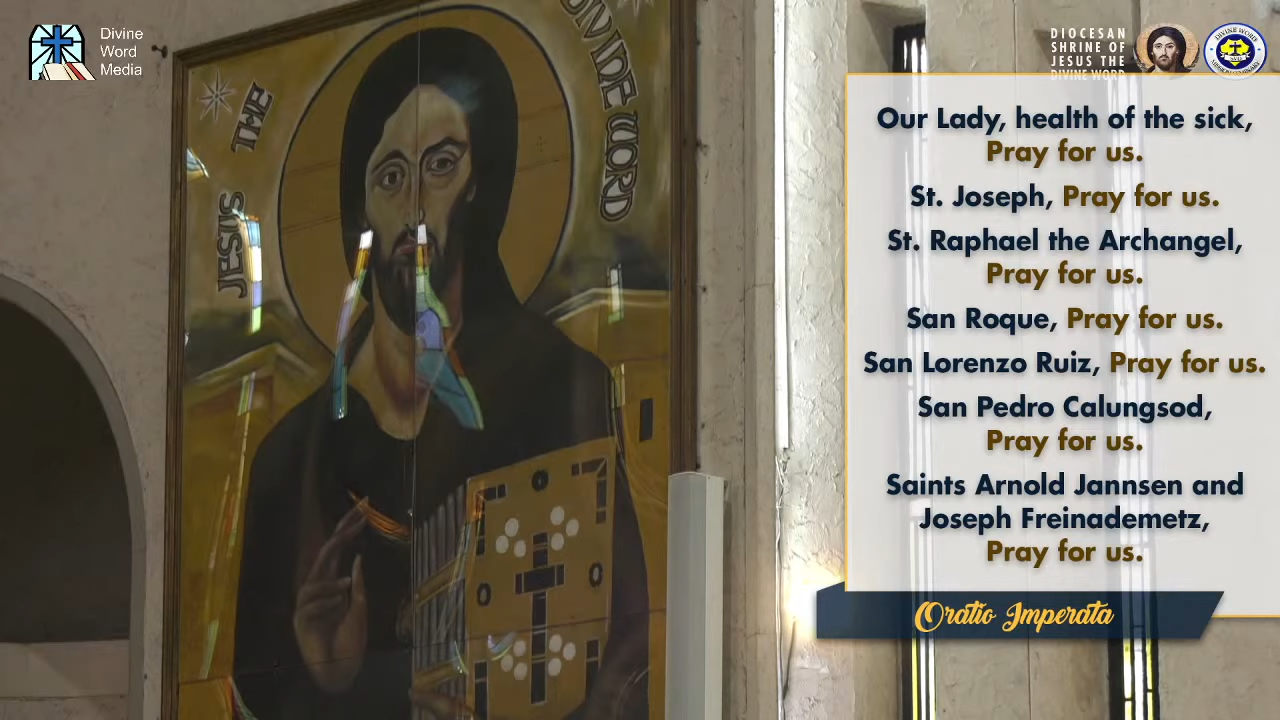 Divine
Word
Media
JESUS THE
DIVINE WORD
DIOCESAN
SHRINE OF
JESUS THE
DIVINE WORD
Our Lady, health of the sick,
Pray for us.
St. Joseph, Pray for us.
St. Raphael the Archangel,
Pray for us.
San Roque, Pray for us.
San Lorenzo Ruiz, Pray for us.
San Pedro Calungsod,
Pray for us.
Saints Arnold Jannsen and
Joseph Freinademetz,
Pray for us.
Oratio Imperata